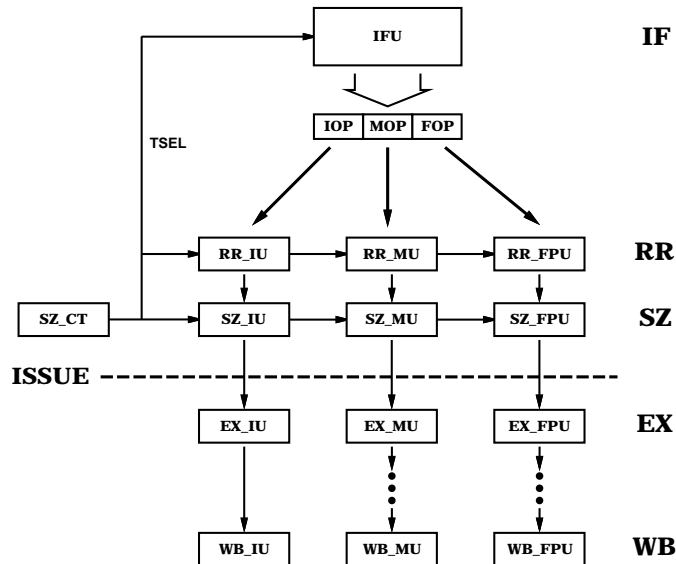 IFU IF
IOP MOP FOP
TSEL
RR_IU RR_MU RR_FPU RR
SZ_CT SZ_IU SZ_MU SZ_FPU SZ
ISSUE
EX_IU EX_MU EX_FPU EX
WB_IU WB_MU WB_FPU WB